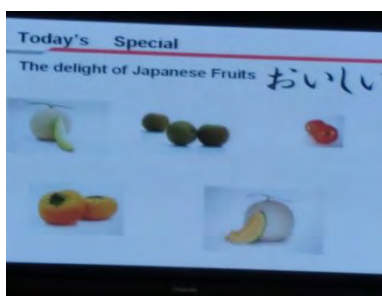 Today's Special
The delight of Japanese Fruits おいしい